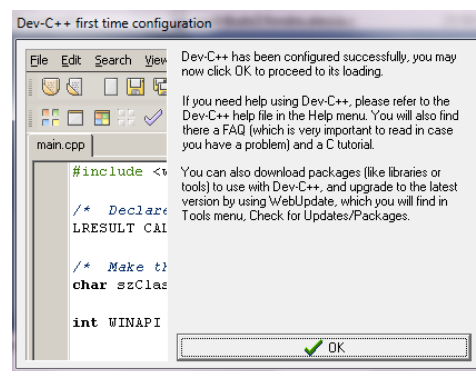 Dev-C++ first time configuration
File Edit Search View
main.cpp
#include <w
/* Declare
LRESULT CAL
/* Make th
char szClas
int WINAPI
Dev-C++ has been configured successfully, you may
now click OK to proceed to its loading.
If you need help using Dev-C++, please refer to the
Dev-C++ help file in the Help menu. You will also find
there a FAQ (which is very important to read in case
you have a problem) and a C tutorial.
You can also download packages (like libraries or
tools) to use with Dev-C++, and upgrade to the latest
version by using WebUpdate, which you will find in
Tools menu, Check for Updates/Packages.
OK